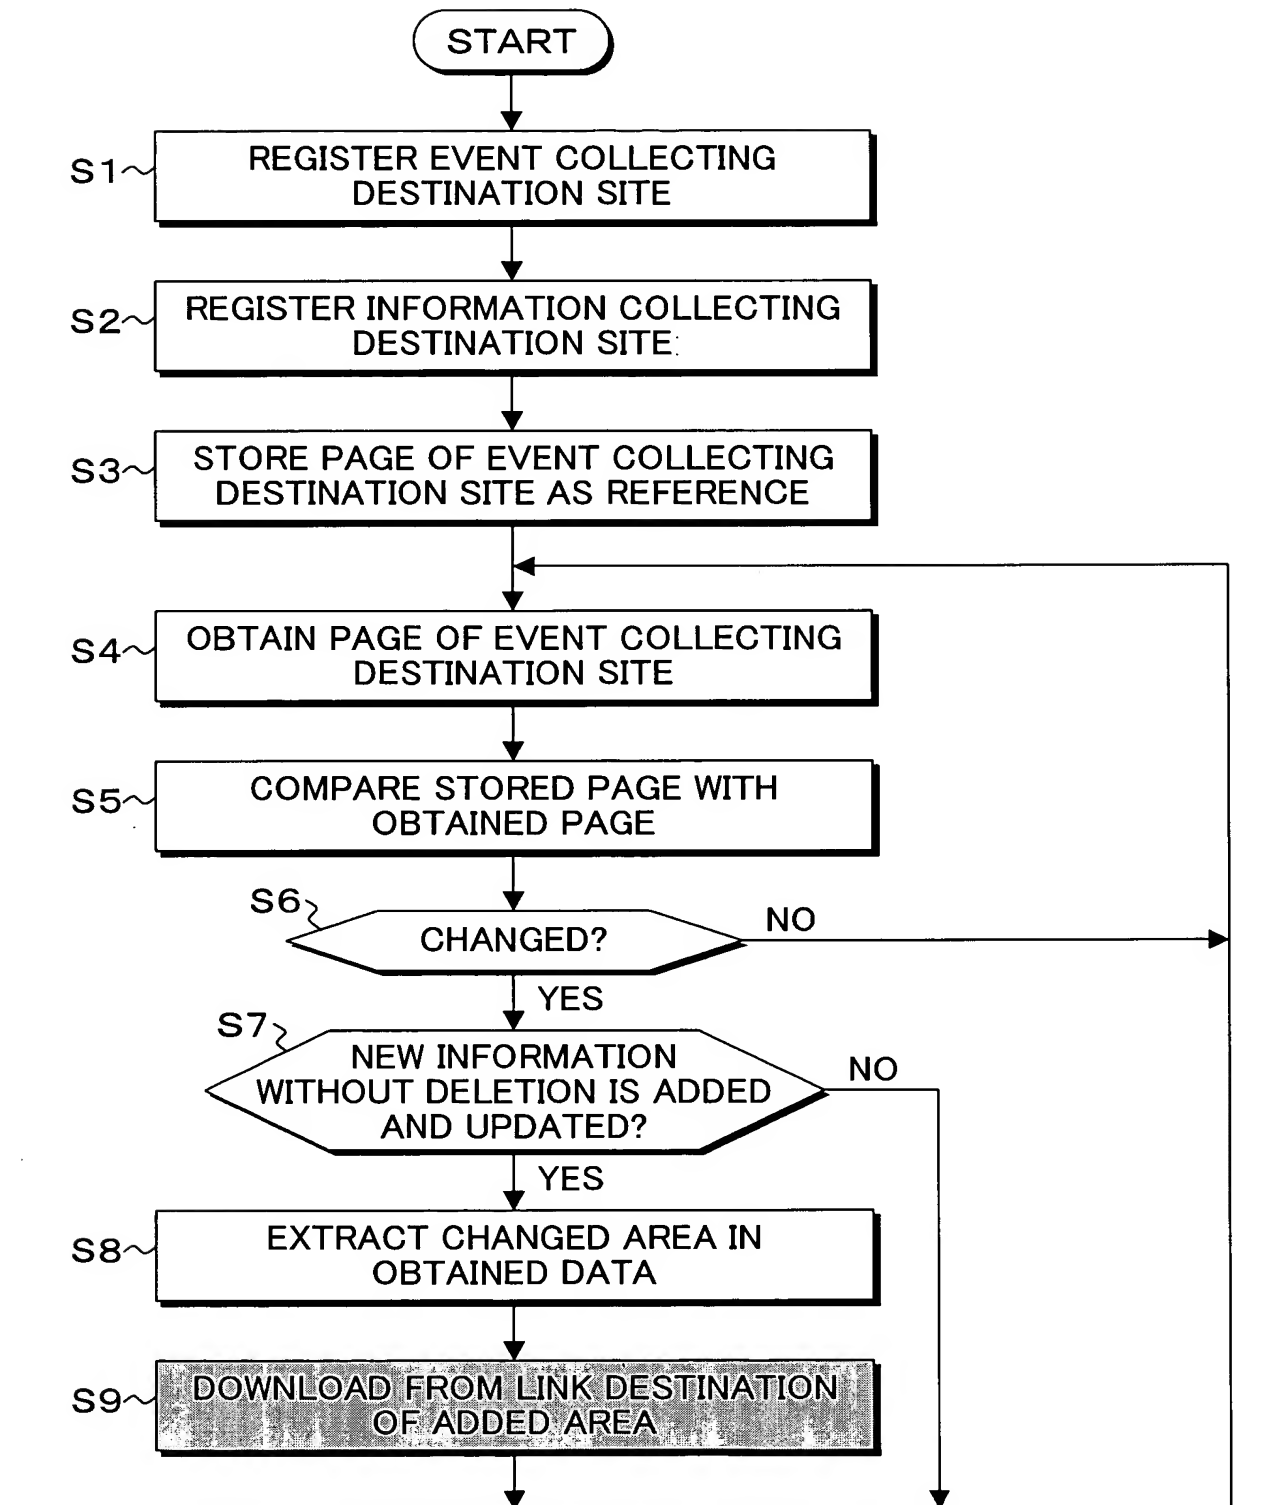 START
S1
REGISTER EVENT COLLECTING
DESTINATION SITE
S2
REGISTER INFORMATION COLLECTING
DESTINATION SITE
S3
STORE PAGE OF EVENT COLLECTING
DESTINATION SITE AS REFERENCE
S4
OBTAIN PAGE OF EVENT COLLECTING
DESTINATION SITE
S5
COMPARE STORED PAGE WITH
OBTAINED PAGE
S6
CHANGED?
NO
YES
S7
NEW INFORMATION
WITHOUT DELETION IS ADDED
AND UPDATED?
NO
YES
S8
EXTRACT CHANGED AREA IN
OBTAINED DATA
S9
DOWNLOAD FROM LINK DESTINATION
OF ADDED AREA